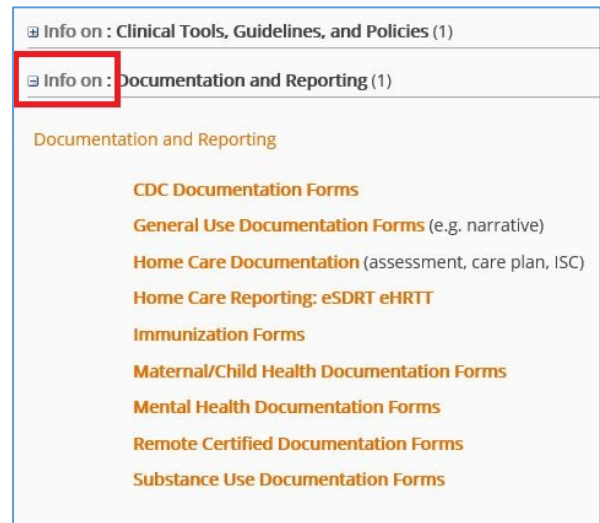 Info on : Clinical Tools, Guidelines, and Policies (1)
Info on : Documentation and Reporting (1)
Documentation and Reporting
CDC Documentation Forms
General Use Documentation Forms (e.g. narrative)
Home Care Documentation (assessment, care plan, ISC)
Home Care Reporting: eSDRT eHRTT
Immunization Forms
Maternal/Child Health Documentation Forms
Mental Health Documentation Forms
Remote Certified Documentation Forms
Substance Use Documentation Forms